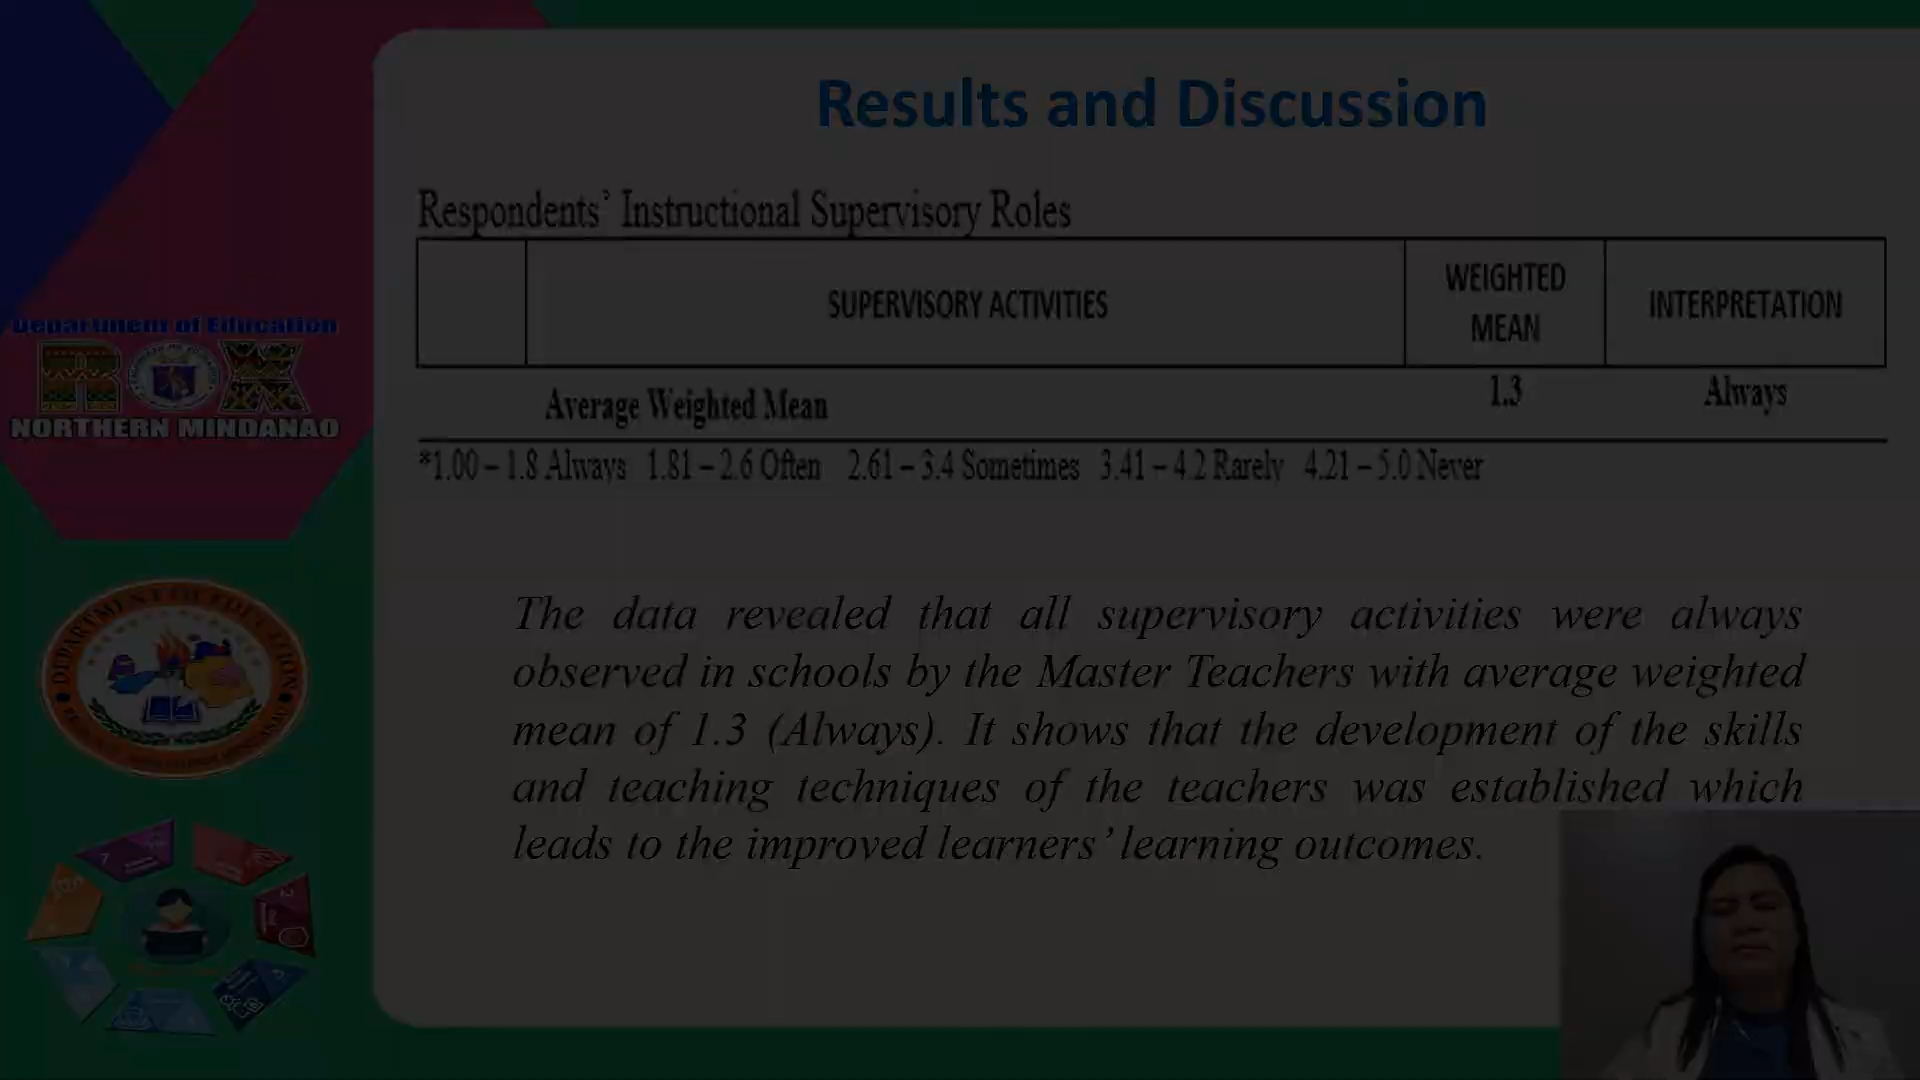 Results and Discussion
Respondents’ Instructional Supervisory Roles
SUPERVISORY ACTIVITIES
WEIGHTED
MEAN
INTERPRETATION
Average Weighted Mean
1.3
Always
*1.00 – 1.8 Always 1.81 – 2.6 Often 2.61 – 3.4 Sometimes 3.41 – 4.2 Rarely 4.21 – 5.0 Never
The data revealed that all supervisory activities were always
observed in schools by the Master Teachers with average weighted
mean of 1.3 (Always). It shows that the development of the skills
and teaching techniques of the teachers was established which
leads to the improved learners’ learning outcomes.
Department of Education
ROX
NORTHERN MINDANAO
DEPARTMENT OF EDUCATION